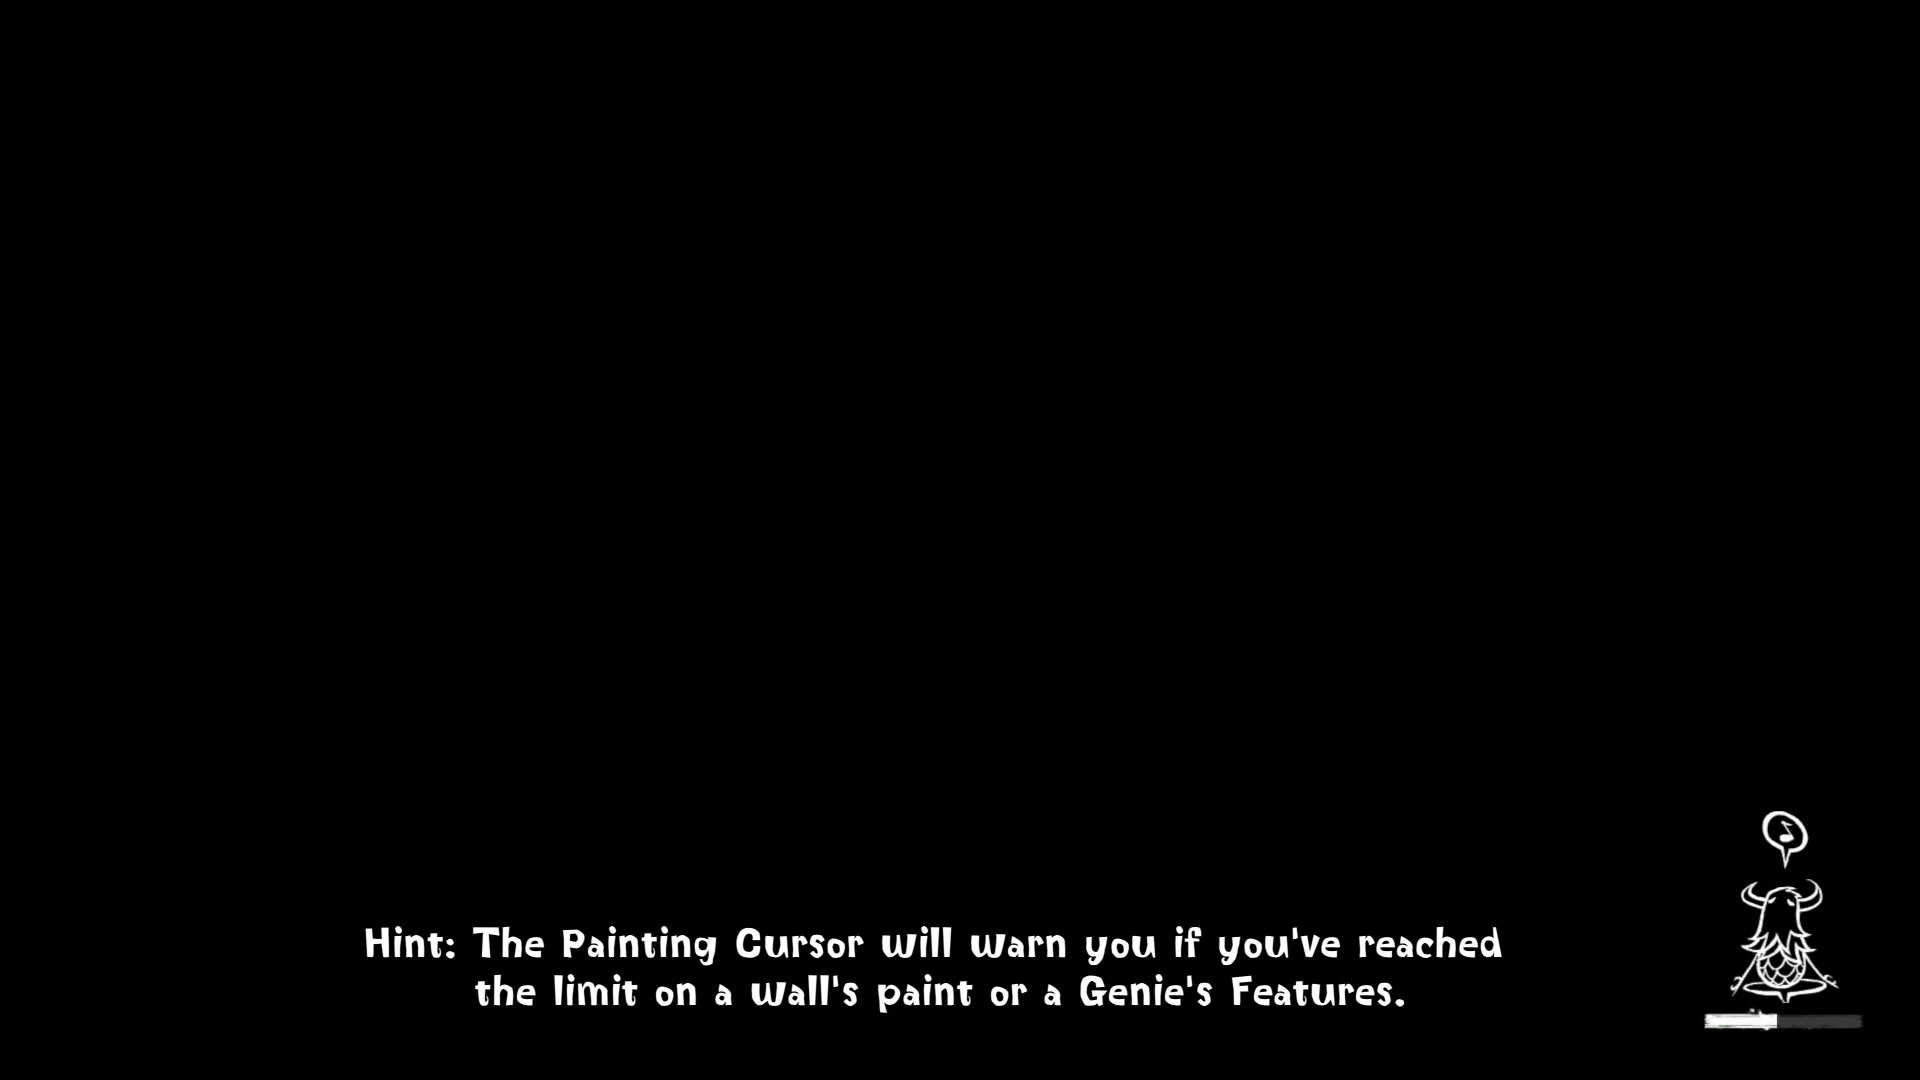 Hint: The Painting Cursor will warn you if you've reached
the limit on a wall's paint or a Genie's Features.